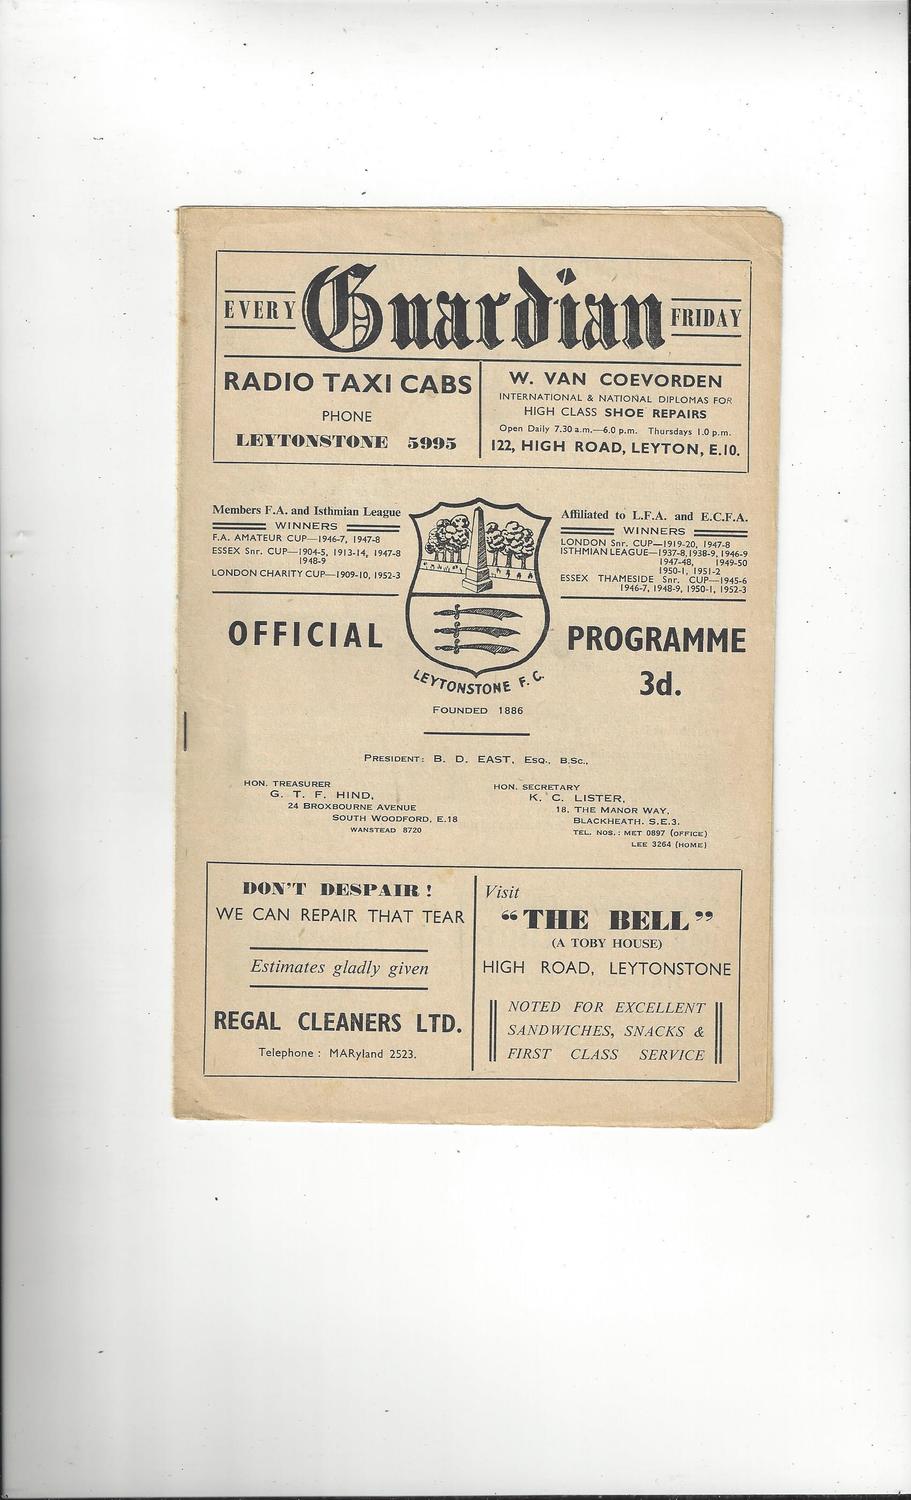 EVERY Guardian FRIDAY
RADIO TAXI CABS
PHONE
LEYTONSTONE 5995
W. VAN COEVORDEN
INTERNATIONAL & NATIONAL DIPLOMAS FOR
HIGH CLASS SHOE REPAIRS
Open Daily 7.30 a.m.—6.0 p.m. Thursdays 1.0 p.m.
122, HIGH ROAD, LEYTON, E.10.
Members F.A. and Isthmian League
WINNERS
F.A. AMATEUR CUP—1946-7, 1947-8
ESSEX Snr. CUP—1904-5, 1913-14, 1947-8
1948-9
LONDON CHARITY CUP—1909-10, 1952-3
Affiliated to L.F.A. and E.C.F.A.
WINNERS
LONDON Snr. CUP—1919-20, 1947-8
ISTHMIAN LEAGUE—1937-8, 1938-9, 1946-9
1947-48, 1949-50
1950-1, 1951-2
ESSEX THAMESIDE Snr. CUP—1945-6
1946-7, 1948-9, 1950-1, 1952-3
OFFICIAL PROGRAMME
3d.
LEYTONSTONE F. C.
FOUNDED 1886
PRESIDENT: B. D. EAST, ESQ., B.SC.,
HON. TREASURER
G. T. F. HIND,
24 BROXBOURNE AVENUE
SOUTH WOODFORD, E.18
WANSTEAD 8720
HON. SECRETARY
K. C. LISTER,
18, THE MANOR WAY,
BLACKHEATH. S.E.3.
TEL. NOS.: MET 0897 (OFFICE)
LEE 3264 (HOME)
DON'T DESPAIR!
WE CAN REPAIR THAT TEAR
Estimates gladly given
REGAL CLEANERS LTD.
Telephone : MARyland 2523.
Visit
"THE BELL"
(A TOBY HOUSE)
HIGH ROAD, LEYTONSTONE
NOTED FOR EXCELLENT
SANDWICHES, SNACKS &
FIRST CLASS SERVICE